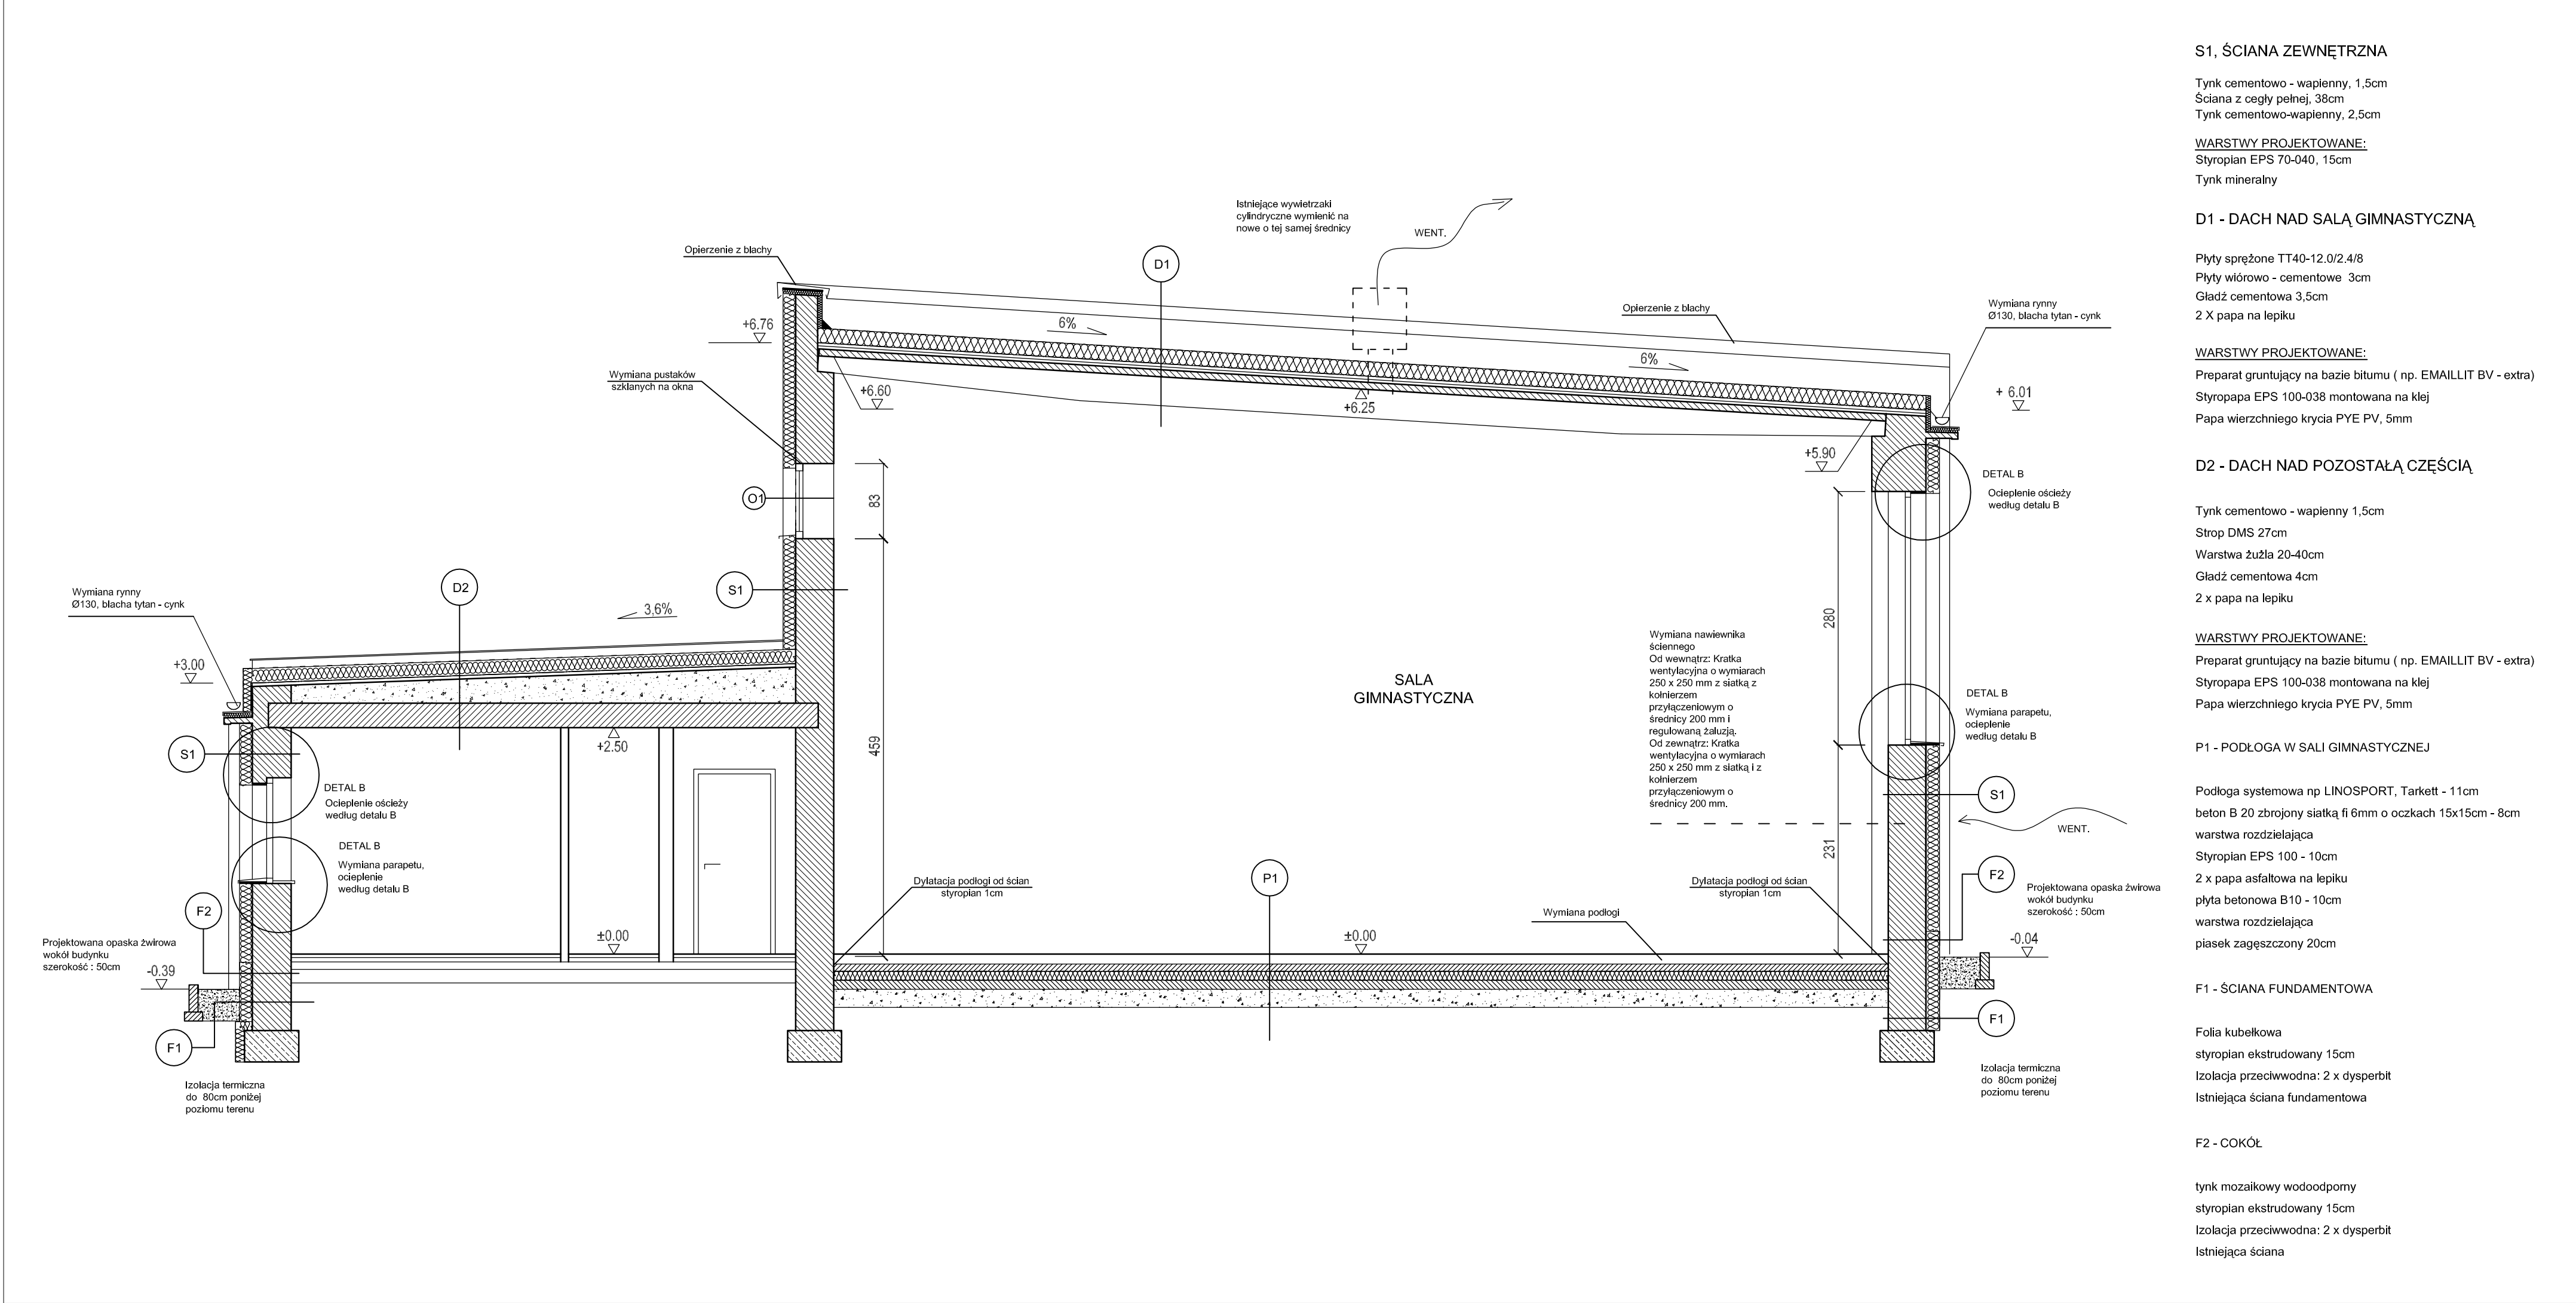 Istniejące wywietrzaki
cylindryczne wymienić na
nowe o tej samej średnicy
WENT.
Opierzenie z blachy
D1
+6.76
6%
Opierzenie z blachy
Wymiana rynny
Ø130, blacha tytan - cynk
6%
Wymiana pustaków
szklanych na okna
+6.60
+6.25
+ 6.01
+5.90
O1
83
DETAL B
Ocieplenie ościeży
według detalu B
D2
S1
Wymiana rynny
Ø130, blacha tytan - cynk
3,6%
280
+3.00
Wymiana nawiewnika
ściennego
Od wewnątrz: Kratka
wentylacyjna o wymiarach
250 x 250 mm z siatką z
kołnierzem
przyłączeniowym o
średnicy 200 mm i
regulowaną żaluzją.
Od zewnątrz: Kratka
wentylacyjna o wymiarach
250 x 250 mm z siatką i z
kołnierzem
przyłączeniowym o
średnicy 200 mm.
SALA
GIMNASTYCZNA
DETAL B
Wymiana parapetu,
ocieplenie
według detalu B
S1
+2.50
459
DETAL B
Ocieplenie ościeży
według detalu B
S1
WENT.
DETAL B
Wymiana parapetu,
ocieplenie
według detalu B
231
F2
P1
Dylatacja podłogi od ścian
styropian 1cm
Dylatacja podłogi od ścian
styropian 1cm
F2
Projektowana opaska żwirowa
wokół budynku
szerokość : 50cm
Wymiana podłogi
±0.00
±0.00
-0.04
Projektowana opaska żwirowa
wokół budynku
szerokość : 50cm
-0.39
F1
F1
Izolacja termiczna
do 80cm poniżej
poziomu terenu
Izolacja termiczna
do 80cm poniżej
poziomu terenu
S1, ŚCIANA ZEWNĘTRZNA
Tynk cementowo - wapienny, 1,5cm
Ściana z cegły pełnej, 38cm
Tynk cementowo-wapienny, 2,5cm
WARSTWY PROJEKTOWANE:
Styropian EPS 70-040, 15cm
Tynk mineralny
D1 - DACH NAD SALĄ GIMNASTYCZNĄ
Płyty sprężone TT40-12.0/2.4/8
Płyty wiórowo - cementowe 3cm
Gładź cementowa 3,5cm
2 X papa na lepiku
WARSTWY PROJEKTOWANE:
Preparat gruntujący na bazie bitumu ( np. EMAILLIT BV - extra)
Styropapa EPS 100-038 montowana na klej
Papa wierzchniego krycia PYE PV, 5mm
D2 - DACH NAD POZOSTAŁĄ CZĘŚCIĄ
Tynk cementowo - wapienny 1,5cm
Strop DMS 27cm
Warstwa żużla 20-40cm
Gładź cementowa 4cm
2 x papa na lepiku
WARSTWY PROJEKTOWANE:
Preparat gruntujący na bazie bitumu ( np. EMAILLIT BV - extra)
Styropapa EPS 100-038 montowana na klej
Papa wierzchniego krycia PYE PV, 5mm
P1 - PODŁOGA W SALI GIMNASTYCZNEJ
Podłoga systemowa np LINOSPORT, Tarkett - 11cm
beton B 20 zbrojony siatką fi 6mm o oczkach 15x15cm - 8cm
warstwa rozdzielająca
Styropian EPS 100 - 10cm
2 x papa asfaltowa na lepiku
płyta betonowa B10 - 10cm
warstwa rozdzielająca
piasek zagęszczony 20cm
F1 - ŚCIANA FUNDAMENTOWA
Folia kubełkowa
styropian ekstrudowany 15cm
Izolacja przeciwwodna: 2 x dysperbit
Istniejąca ściana fundamentowa
F2 - COKÓŁ
tynk mozaikowy wodoodporny
styropian ekstrudowany 15cm
Izolacja przeciwwodna: 2 x dysperbit
Istniejąca ściana